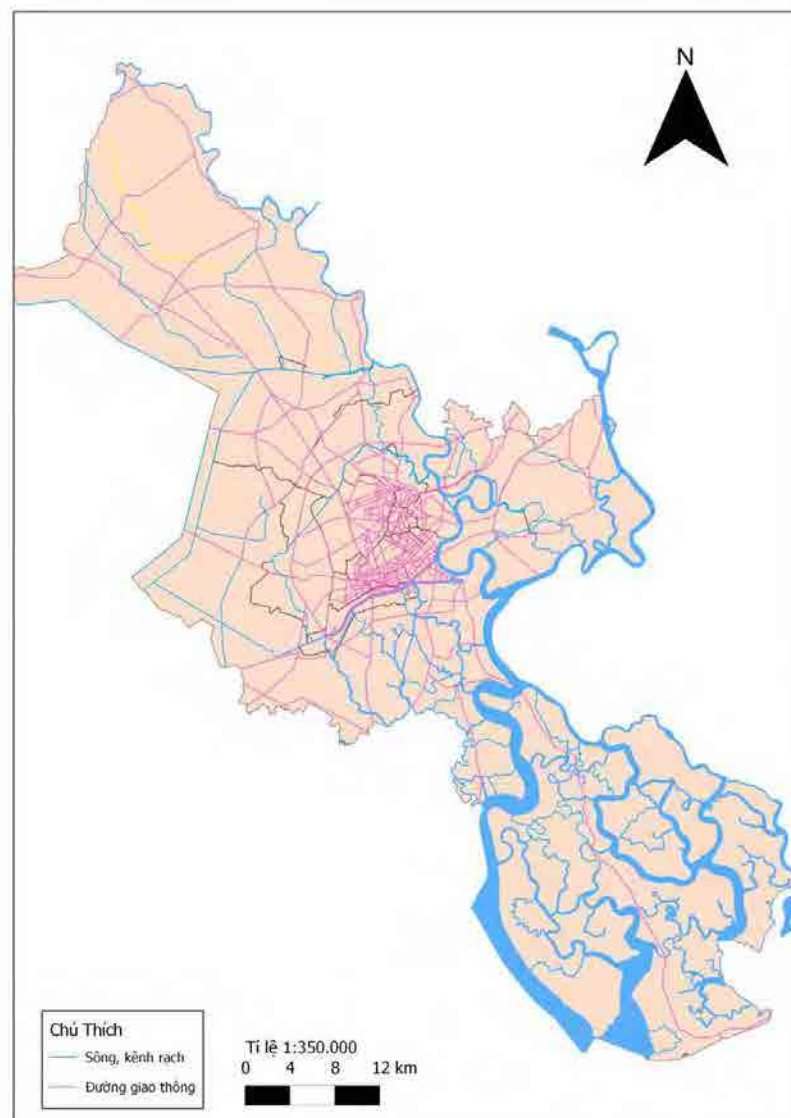 N
Chú Thích
Sông, kênh rạch
Đường giao thông
Tỉ lệ 1:350.000
0 4 8 12 km